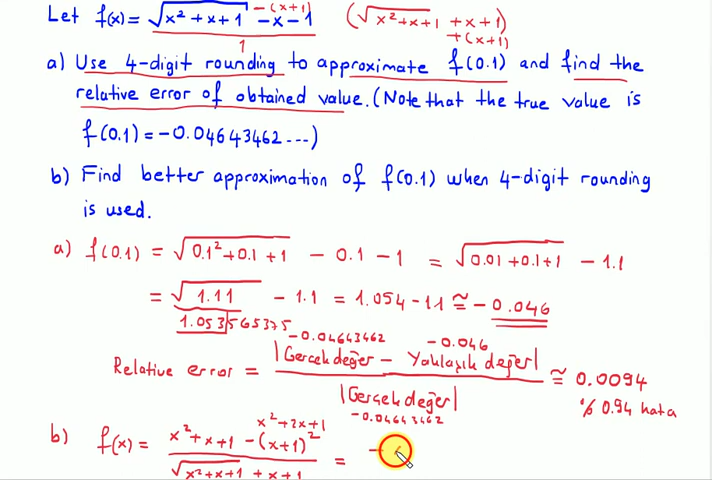 Let f(x) = √(x² + x + 1) - x - 1 -(x+1) (√(x²+x+1) + x+1)
1 +(x+1)
a) Use 4-digit rounding to approximate f(0.1) and find the
relative error of obtained value. (Note that the true value is
f(0.1) = -0.04643462...)
b) Find better approximation of f(0.1) when 4-digit rounding
is used.
a) f(0.1) = √(0.1² + 0.1 + 1) - 0.1 - 1 = √(0.01 + 0.1 + 1) - 1.1
= √1.11 - 1.1 = 1.054 - 1.1 ≅ -0.046
1.053565375
-0.04643462 -0.046
Relative error = |Gerçek değer - Yaklaşık değer| / |Gerçek değer| ≅ 0.0094
-0.04643462 % 0.94 hata
x²+2x+1
b) f(x) = x² + x + 1 - (x+1)² / √(x²+x+1) + x + 1 = -